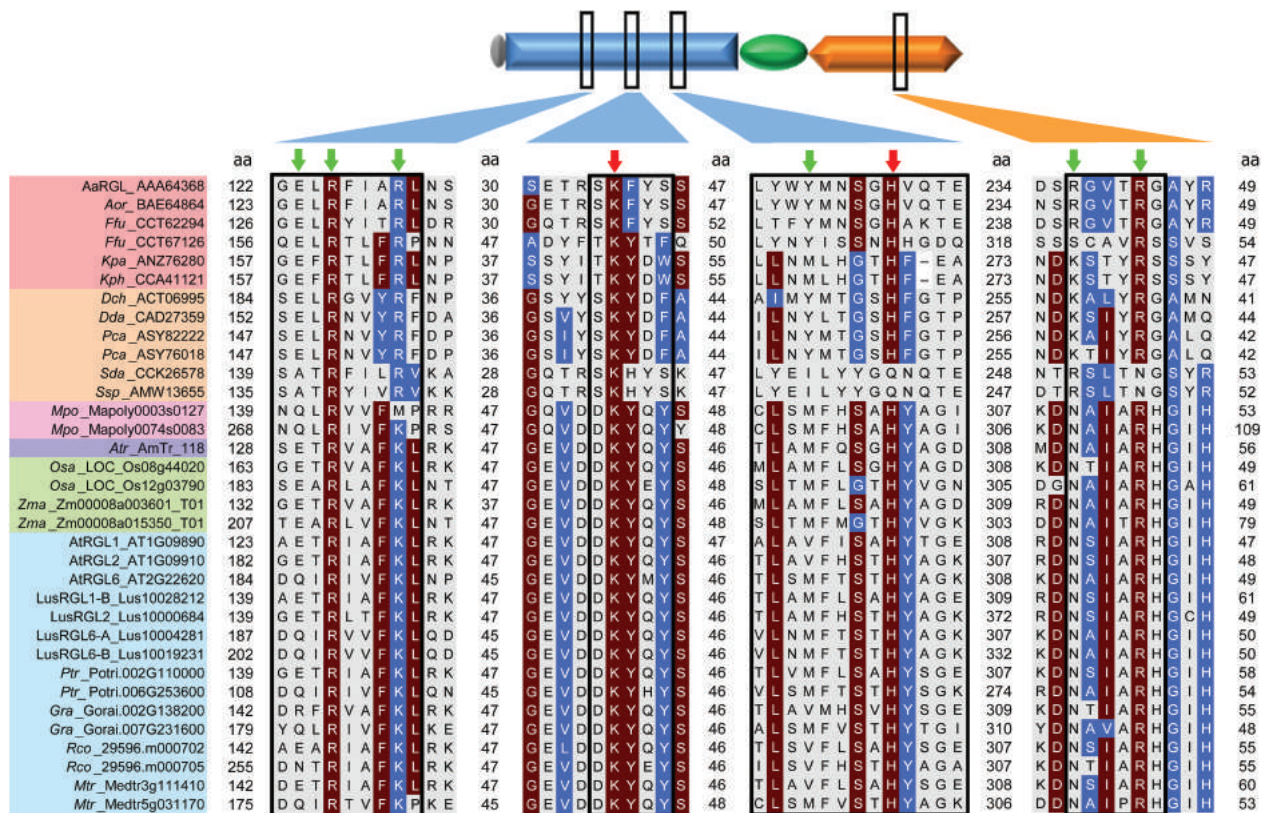 aa aa aa aa aa
AaRGL_AAA64368 122 G E L R F I A R L N S 30 S E T R S K F Y S S 47 L Y W Y M N S G H V Q T E 234 D S R G V T R G A Y R 49
Aor_BAE64864 123 G E L R F I A R L N S 30 G E T R S K F Y S S 47 L Y W Y M N S G H V Q T E 234 N S R G V T R G A Y R 49
Ffu_CCT62294 126 G E L R F I T R L D R 30 G Q T R S K F Y S S 52 L T F Y M N S G H A K T E 238 D S R G V T R G A Y R 49
Ffu_CCT67126 156 Q E L R T L F R P N N 47 A D Y F T K Y T F Q 50 L Y N Y I S S N H H G D Q 318 S S S C A V R S S V S 54
Kpa_ANZ76280 157 G E F R T L F R L N P 37 S S Y I T K Y D W S 55 L L N M L H G T H F – E A 273 N D K S T Y R S S S Y 47
Kph_CCA41121 157 G E F R T L F R L N P 37 S S Y I T K Y D W S 55 L L N M L H G T H F – E A 273 N D K S T Y R S S S Y 47
Dch_ACT06995 184 S E L R G V Y R F N P 36 G S Y Y S K Y D F A 44 A I M Y M T G S H F G T P 255 N D K A L Y R G A M N 41
Dda_CAD27359 152 S E L R N V Y R F D A 36 G S V Y S K Y D F A 44 I L N Y L T G S H F G T P 257 N D K S I Y R G A M Q 44
Pca_ASY82222 147 S E L R N V Y R F D P 36 G S I Y S K Y D F A 44 I L N Y M T G S H F G T P 256 N D K A I Y R G A L Q 42
Pca_ASY76018 147 S E L R N V Y R F D P 36 G S I Y S K Y D F A 44 I L N Y M T G S H F G T P 255 N D K T I Y R G A L Q 42
Sda_CCK26578 139 S A T R F I L R V K A 28 G Q T R S K H Y S K 47 L Y E I L Y Y G Q N Q T E 248 N T R S L T N G S Y R 53
Ssp_AMW13655 135 S A T R Y I V R V K A 28 G Q T R S K H Y S K 47 L Y E I L Y Y G Q N Q T E 247 N S R S L T N G S Y R 52
Mpo_Mapoly0003s0127 139 N Q L R V V F M P R R 47 G Q V D D K Y Q Y S 48 C L S M F H S A H Y A G I 307 K D N A I A R H G I H 53
Mpo_Mapoly0074s0083 268 N Q L R I V F K P R S 47 G Q V D D K Y Q Y Y 48 C L S M F H S A H Y A G I 306 K D N A I A R H G I H 109
Atr_AmTr_118 128 S E T R V A F K L R K 47 G E V D D K Y Q Y S 46 T L A M F Q S G H Y A G S 308 M D N A I A R H G I H 56
Osa_LOC_Os08g44020 163 G E T R V A F K L R K 47 G E V D D K Y Q Y S 46 M L A M F L S G H Y A G N 308 K D N T I A R H G I H 49
Osa_LOC_Os12g03790 183 S E A R L A F K L N K 47 G E V D D K Y E Y S 46 T L S M F L G T H Y V G N 305 D G N A I A R H G A H 61
Zma_Zm00008a003601_T01 132 G E T R V A F K L R K 37 G E V D D K Y Q Y S 46 M L A M F L S G H Y A G D 309 R D N A I A R H G I H 49
Zma_Zm00008a015350_T01 207 T E A R L V F K L N T 47 G E V D D K Y Q Y S 48 S L T M F M G T H Y V G K 303 R D N A I T R H G I H 79
AtRGL1_AT1G09890 123 A E T R I A F K L R K 47 G E V D D K Y Q Y S 46 T L A V F I S T H Y A G E 308 R D N S I A R H G I H 47
AtRGL2_AT1G09910 182 G E T R I A F K L R K 47 G E V D D K Y Q Y S 46 T L A V F L S T H Y A G E 308 K D N S I A R H G I H 48
AtRGL6_AT2G22620 184 D Q I R I V F K L N P 45 G E V D D K Y M Y S 46 T L S M F T S T H Y A G K 308 K D N S I A R H G I H 49
LusRGL1-B_Lus10028212 139 A E T R I A F K L R K 47 G E V D D K Y Q Y S 46 T L A M F L S S H Y A G E 309 R D N S I A R H G I H 61
LusRGL2_Lus10000684 139 G E T R L T F K L R K 47 G E V D D K Y Q Y S 46 T L A V F H S T H Y A G E 372 R D N S I A R H G C H 49
LusRGL6-A_Lus10004281 187 D Q I R V V F K L Q D 45 G E V D D K Y Q Y S 46 V L N M F T S T H Y A G K 307 K D N S I A R H G I H 50
LusRGL6-B_Lus10019231 202 D Q I R V V F K L Q D 45 G E V D D K Y Q Y S 46 V L N M F T S T H Y A G K 332 K D N S I A R H G I H 50
Ptr_Potri.002G110000 139 G E T R I A F K L R K 47 G E V D D K Y Q Y S 46 T L V M F L S T H Y S G E 307 K D N S I A R H G I H 58
Ptr_Potri.006G253600 108 D Q I R I V F K L Q N 45 G E V D D K Y H Y S 46 V L S M F T S T H Y S G K 274 R D N S I A R H G I H 54
Gra_Gorai.002G138200 142 D R F R V A F K L R K 47 G E V D D K Y Q Y S 46 T L A V M H S V H Y S G E 309 K D N T I A R H G I H 50
Gra_Gorai.007G231600 179 Y Q L R V V F K L Q K 47 G E V D D K Y Q Y S 46 A L S M F V S T H Y T G I 310 Y D N A V A R H G I H 48
Rco_29596.m000702 142 A E A R I A F K L R K 47 G E L D D K Y Q Y S 46 T L S V F L S A H Y S G E 307 K D N S I A R H G I H 55
Rco_29596.m000705 255 D N T R I A F K L R K 47 G E V D D K Y E Y S 46 T L S V F L S T H Y A G A 307 K D N T I A R H G I H 55
Mtr_Medtr3g111410 142 D E T R I A F K L R K 47 G E V D D K Y Q Y S 46 T L A V F L S A H Y S G E 308 K D N S I A R H G I H 60
Mtr_Medtr5g031170 175 D Q I R T V F K P K E 45 G E V D D K Y Q Y S 48 C L S M F V S T H Y A G K 306 D D N A I P R H G I H 53